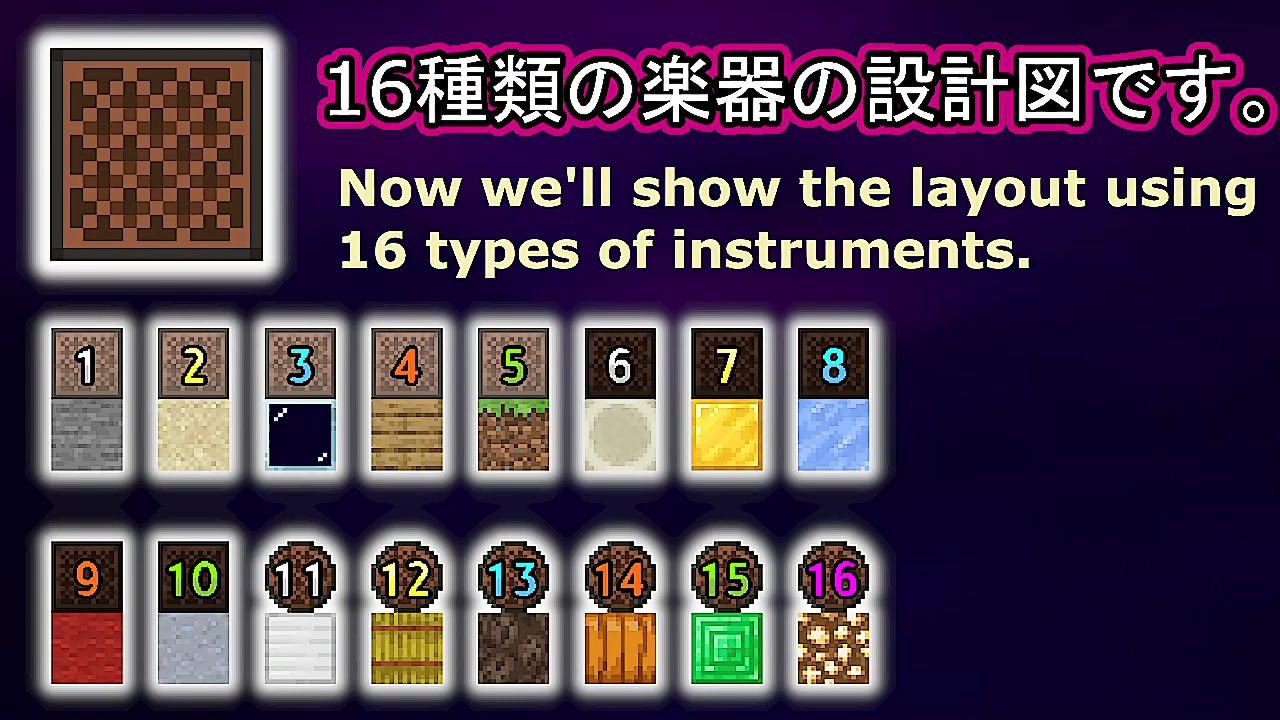 16種類の楽器の設計図です。
Now we'll show the layout using
16 types of instruments.
1 2 3 4 5 6 7 8
9 10 11 12 13 14 15 16